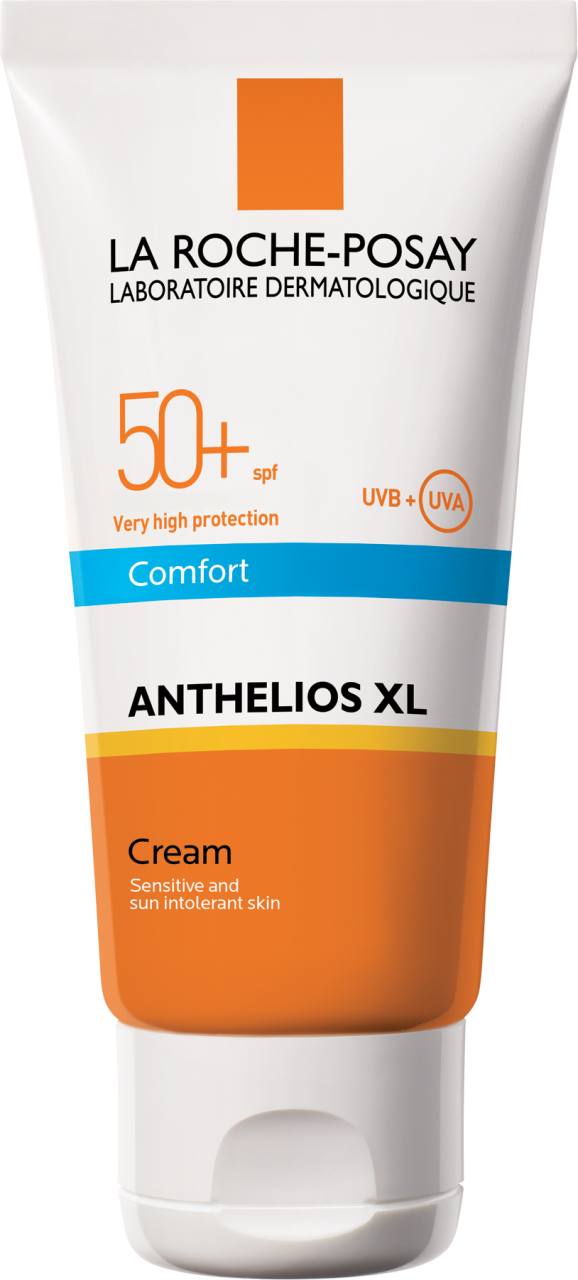 LA ROCHE-POSAY
LABORATOIRE DERMATOLOGIQUE
50+ spf
UVB + UVA
Very high protection
Comfort
ANTHELIOS XL
Cream
Sensitive and
sun intolerant skin